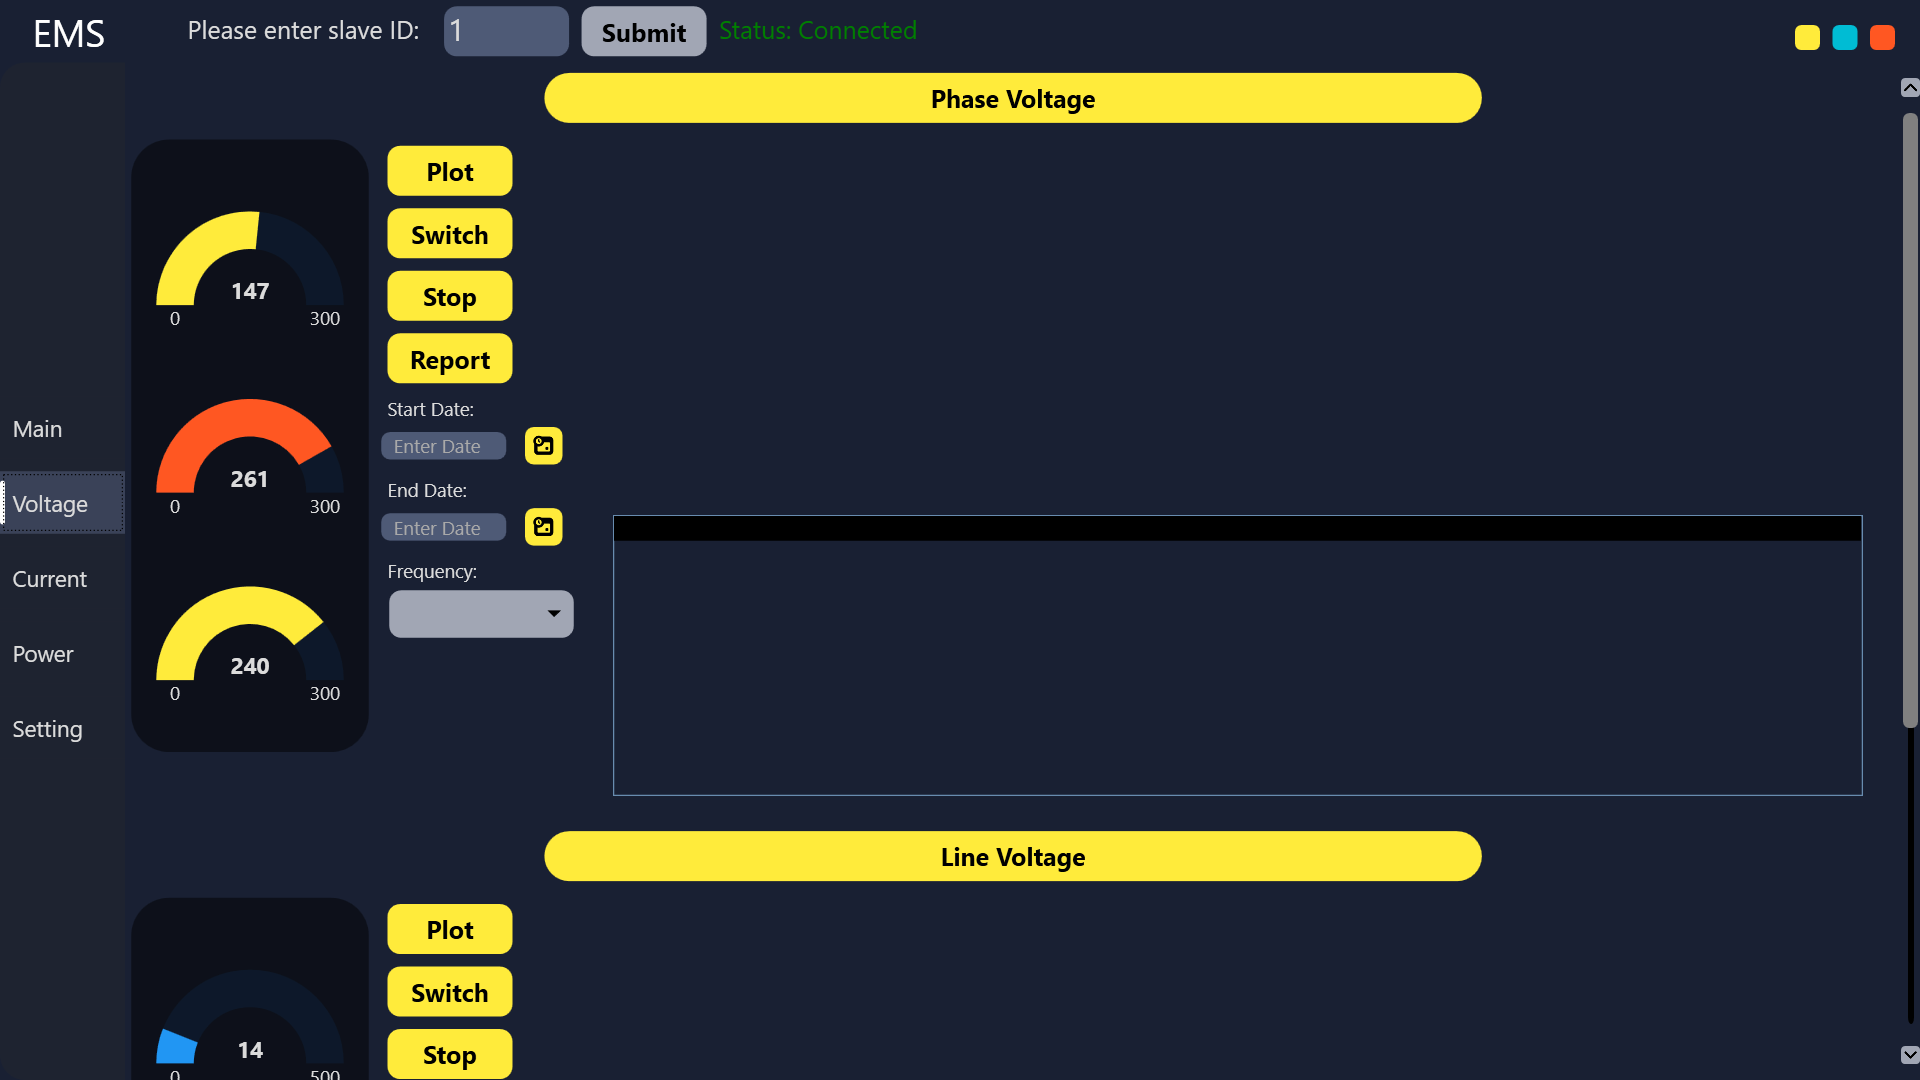 EMS
Please enter slave ID:
1
Submit
Status: Connected
Phase Voltage
Main
Voltage
Current
Power
Setting
147
0
300
261
0
300
240
0
300
Plot
Switch
Stop
Report
Start Date:
Enter Date
End Date:
Enter Date
Frequency:
Line Voltage
14
0
500
Plot
Switch
Stop